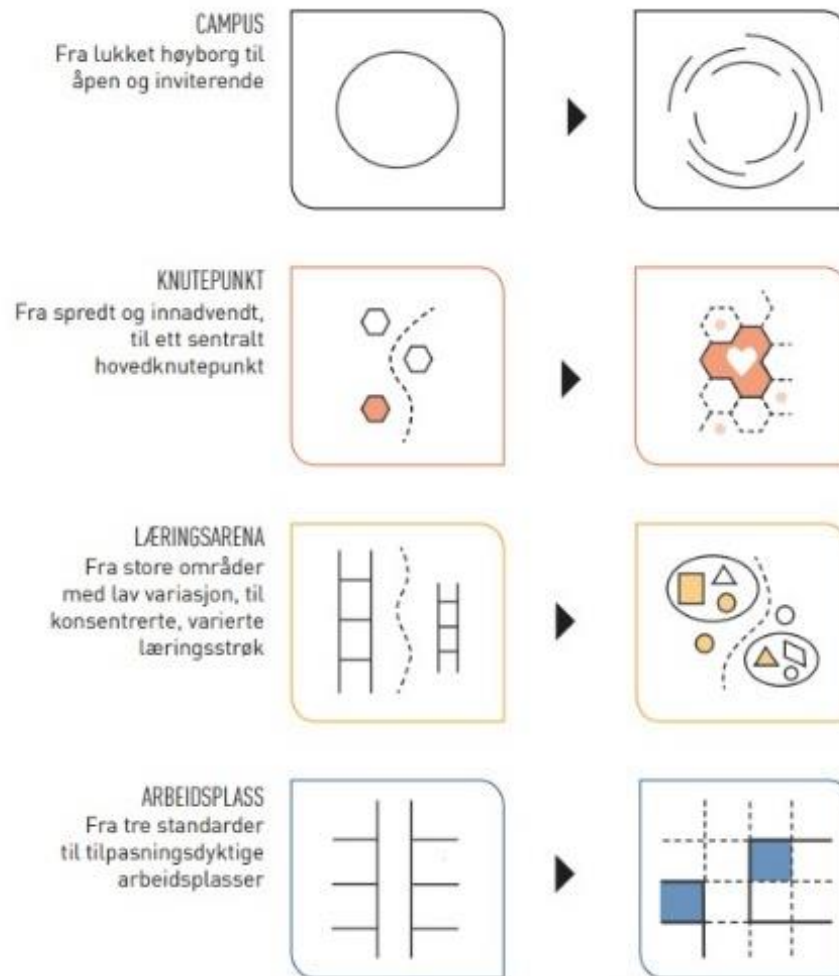 CAMPUS
Fra lukket høyborg til
åpen og inviterende
KNUTEPUNKT
Fra spredt og innadvendt,
til ett sentralt
hovedknutepunkt
LÆRINGSARENA
Fra store områder
med lav variasjon, til
konsentrerte, varierte
læringsstrøk
ARBEIDSPLASS
Fra tre standarder
til tilpasningsdyktige
arbeidsplasser